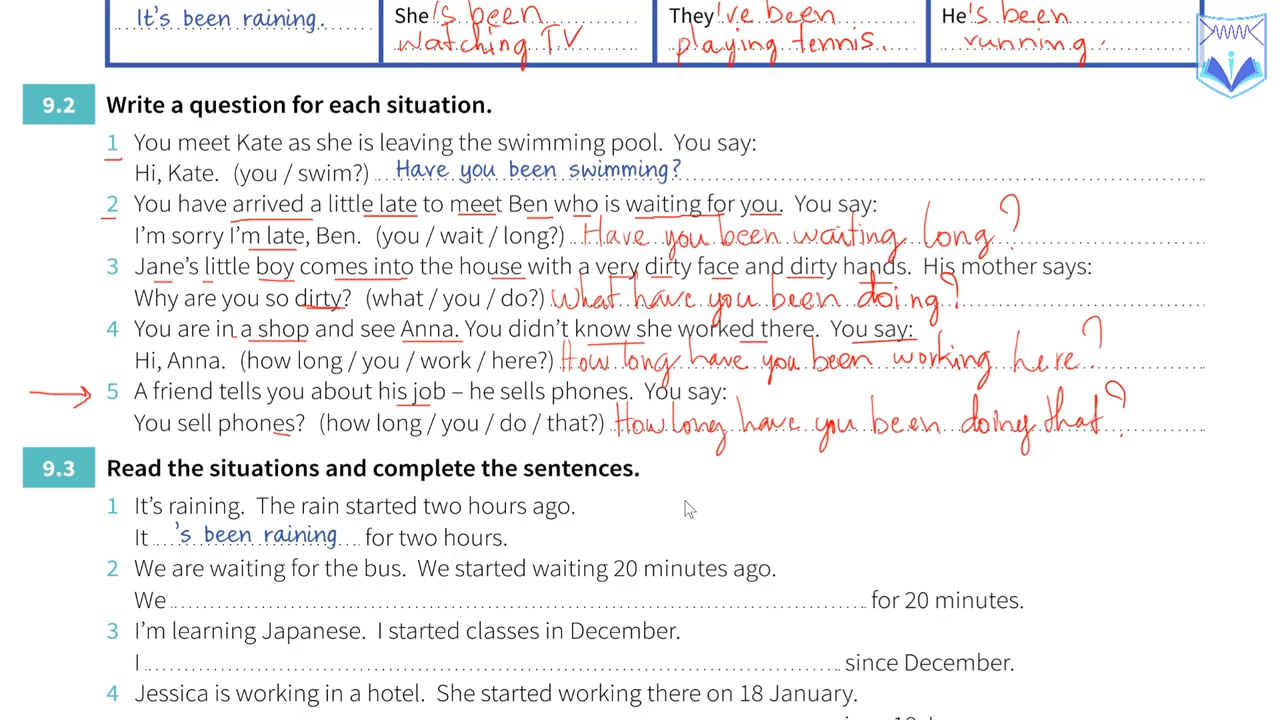 It's been raining.
She's been watching T.V
They've been playing tennis.
He's been running.
9.2 Write a question for each situation.
1 You meet Kate as she is leaving the swimming pool. You say:
Hi, Kate. (you / swim?) Have you been swimming?
2 You have arrived a little late to meet Ben who is waiting for you. You say:
I'm sorry I'm late, Ben. (you / wait / long?) Have you been waiting long?
3 Jane's little boy comes into the house with a very dirty face and dirty hands. His mother says:
Why are you so dirty? (what / you / do?) What have you been doing?
4 You are in a shop and see Anna. You didn't know she worked there. You say:
Hi, Anna. (how long / you / work / here?) How long have you been working here?
5 A friend tells you about his job – he sells phones. You say:
You sell phones? (how long / you / do / that?) How long have you been doing that?
9.3 Read the situations and complete the sentences.
1 It's raining. The rain started two hours ago.
It 's been raining for two hours.
2 We are waiting for the bus. We started waiting 20 minutes ago.
We for 20 minutes.
3 I'm learning Japanese. I started classes in December.
I since December.
4 Jessica is working in a hotel. She started working there on 18 January.